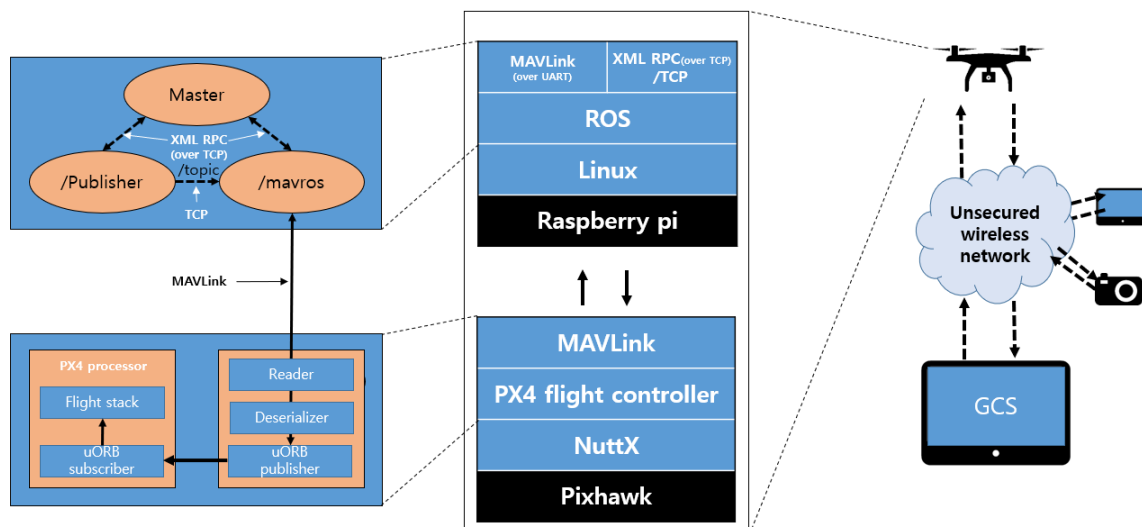 Master
XML RPC
(over TCP)
/topic
/Publisher
/mavros
TCP
MAVLink
PX4 processor
Flight stack
uORB
subscriber
Reader
Deserializer
uORB
publisher
MAVLink
(over UART)
XML RPC(over TCP)
/TCP
ROS
Linux
Raspberry pi
MAVLink
PX4 flight controller
NuttX
Pixhawk
Unsecured
wireless
network
GCS